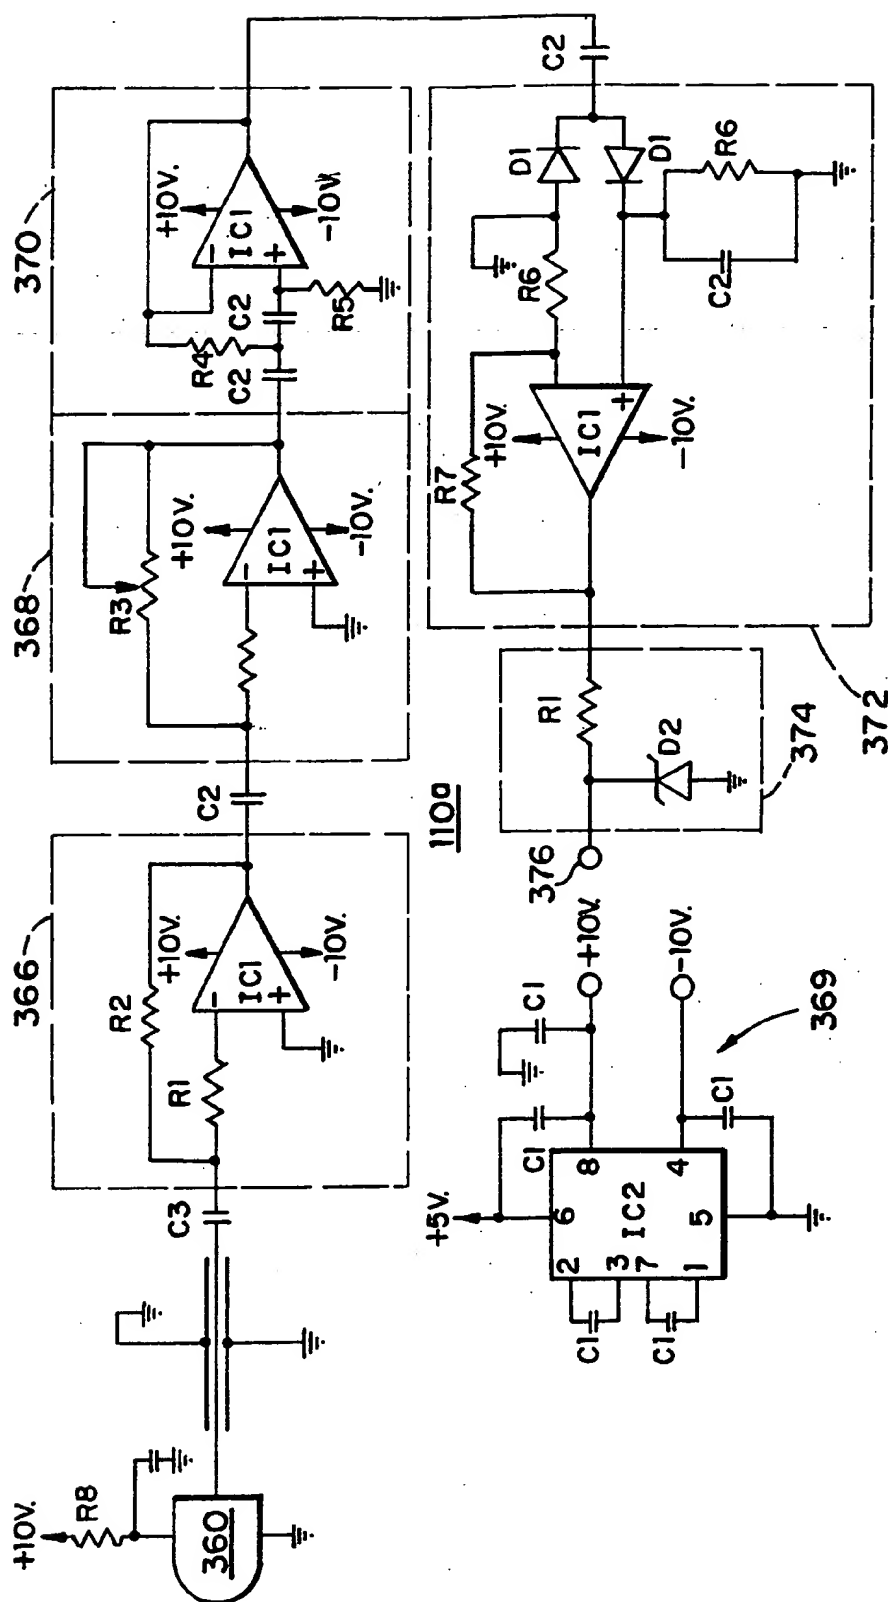 +10V.
R8
360
C3
366
R2
R1
+10V.
-
IC1
+
-10V.
C2
368
R3
+10V.
-
IC1
+
-10V.
370
R4
C2
C2
R5
+10V.
-
IC1
+
-10V.
C2
110a
D1
D1
R6
R6
C2
+10V.
IC1
+
-10V.
R7
372
R1
D2
374
376
+5V.
C1
C1
+10V.
-10V.
369
C1
6
8
2
3
7
1
IC2
4
5
C1
C1